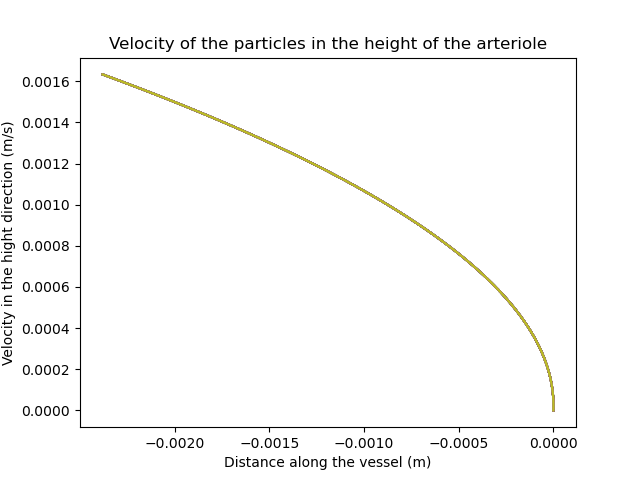 Velocity of the particles in the height of the arteriole
Velocity in the hight direction (m/s)
0.0016
0.0014
0.0012
0.0010
0.0008
0.0006
0.0004
0.0002
0.0000
−0.0020 −0.0015 −0.0010 −0.0005 0.0000
Distance along the vessel (m)